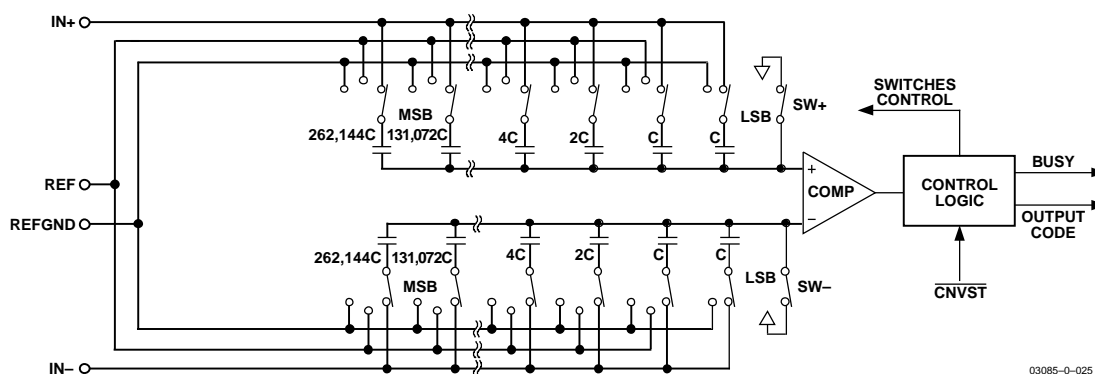 IN+
REF
REFGND
IN–
MSB
262,144C 131,072C
4C
2C
C
C
LSB
SW+
COMP
+
–
SWITCHES
CONTROL
CONTROL
LOGIC
BUSY
OUTPUT
CODE
CNVST
262,144C 131,072C
MSB
4C
2C
C
C
LSB
SW–
03085–0–025